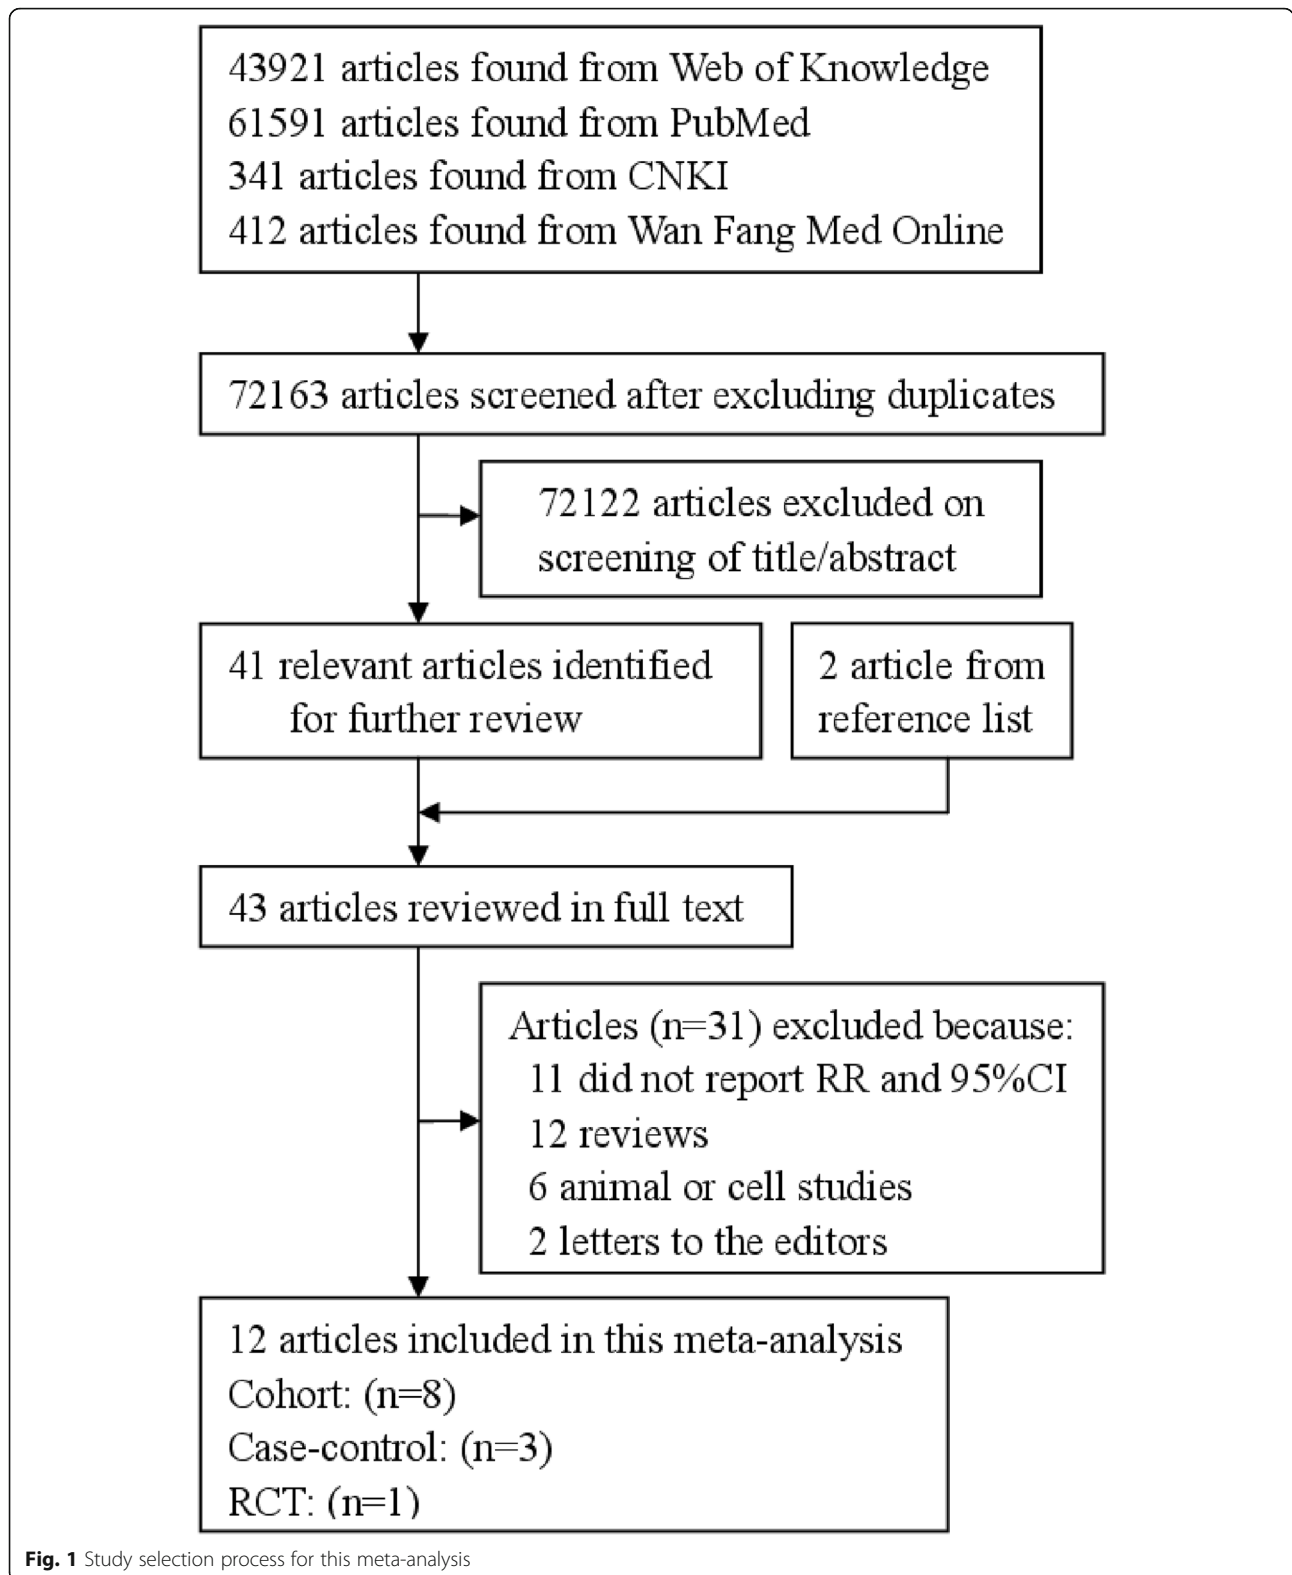 43921 articles found from Web of Knowledge
61591 articles found from PubMed
341 articles found from CNKI
412 articles found from Wan Fang Med Online
72163 articles screened after excluding duplicates
72122 articles excluded on
screening of title/abstract
41 relevant articles identified
for further review
2 article from
reference list
43 articles reviewed in full text
Articles (n=31) excluded because:
11 did not report RR and 95%CI
12 reviews
6 animal or cell studies
2 letters to the editors
12 articles included in this meta-analysis
Cohort: (n=8)
Case-control: (n=3)
RCT: (n=1)
Fig. 1 Study selection process for this meta-analysis